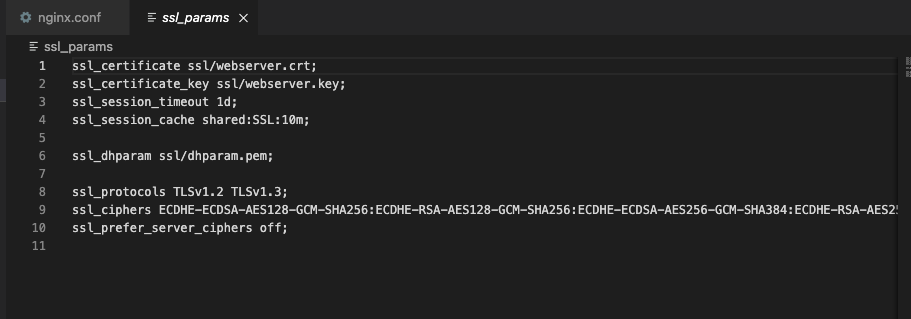 nginx.conf
ssl_params
ssl_params
1 ssl_certificate ssl/webserver.crt;
2 ssl_certificate_key ssl/webserver.key;
3 ssl_session_timeout 1d;
4 ssl_session_cache shared:SSL:10m;
5
6 ssl_dhparam ssl/dhparam.pem;
7
8 ssl_protocols TLSv1.2 TLSv1.3;
9 ssl_ciphers ECDHE-ECDSA-AES128-GCM-SHA256:ECDHE-RSA-AES128-GCM-SHA256:ECDHE-ECDSA-AES256-GCM-SHA384:ECDHE-RSA-AES25
10 ssl_prefer_server_ciphers off;
11